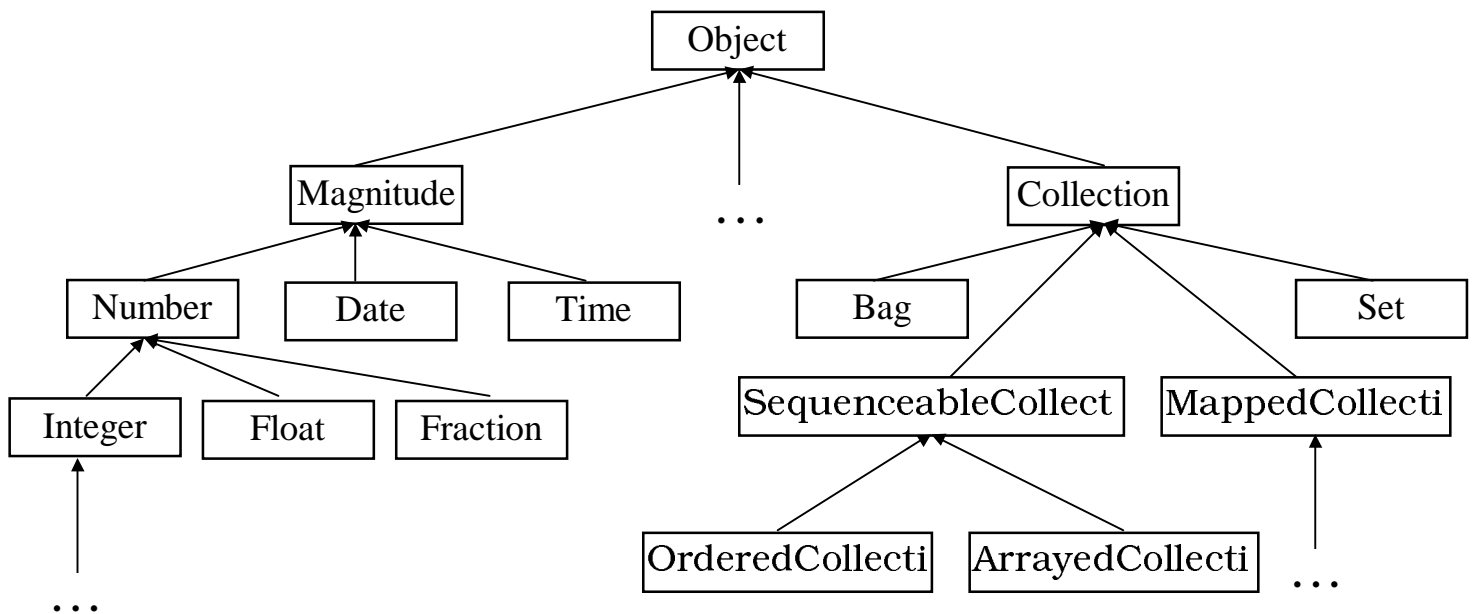 Object
Magnitude
...
Collection
Number
Date
Time
Bag
Set
SequenceableCollect
MappedCollecti
Integer
Float
Fraction
OrderedCollecti
ArrayedCollecti
...
...